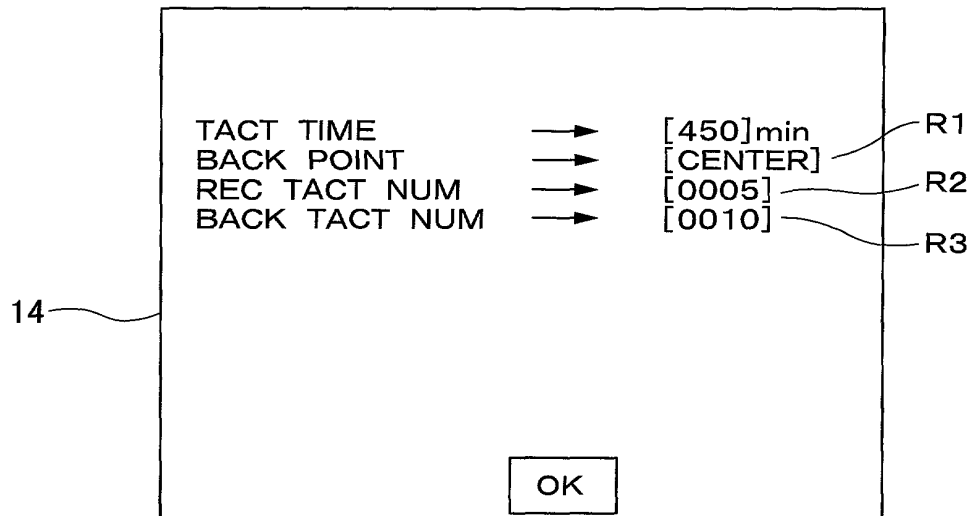 TACT TIME → [450]min
BACK POINT → [CENTER]
REC TACT NUM → [0005]
BACK TACT NUM → [0010]
R1
R2
R3
14
OK